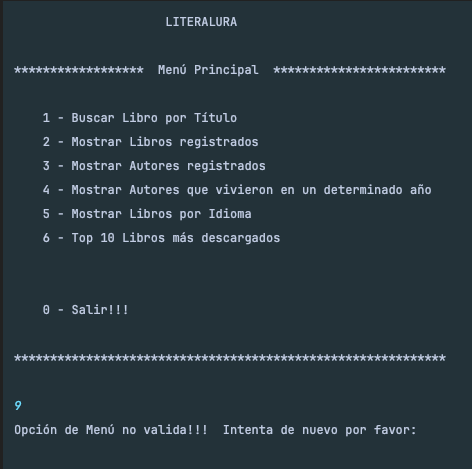 LITERALURA
******************  Menú Principal  ************************
1 - Buscar Libro por Título
2 - Mostrar Libros registrados
3 - Mostrar Autores registrados
4 - Mostrar Autores que vivieron en un determinado año
5 - Mostrar Libros por Idioma
6 - Top 10 Libros más descargados
0 - Salir!!!
************************************************************
9
Opción de Menú no valida!!!  Intenta de nuevo por favor: